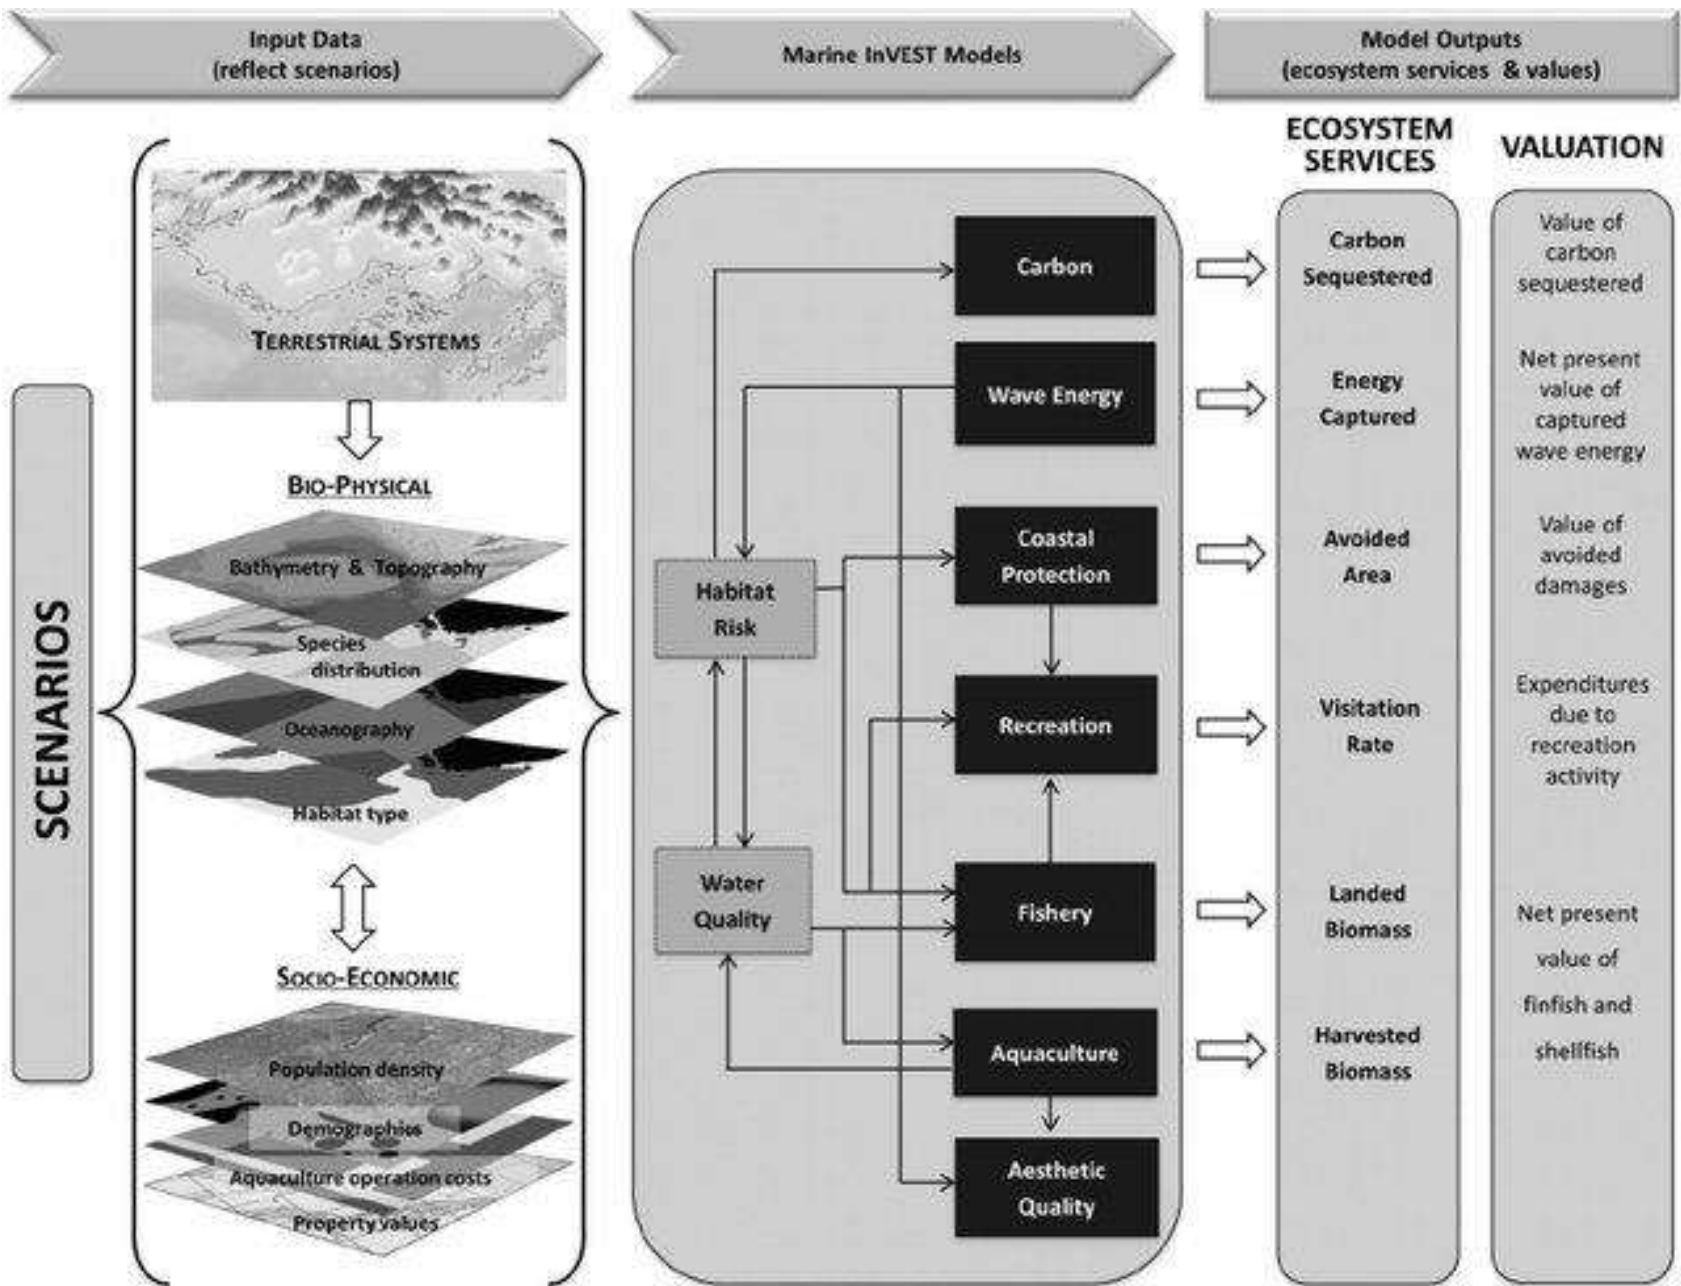 Input Data
(reflect scenarios)
Marine InVEST Models
Model Outputs
(ecosystem services & values)
SCENARIOS
TERRESTRIAL SYSTEMS
BIO-PHYSICAL
Bathymetry & Topography
Species
distribution
Oceanography
Habitat type
SOCIO-ECONOMIC
Population density
Demographics
Aquaculture operation costs
Property values
Habitat
Risk
Water
Quality
Carbon
Wave Energy
Coastal
Protection
Recreation
Fishery
Aquaculture
Aesthetic
Quality
ECOSYSTEM
SERVICES
Carbon
Sequestered
Energy
Captured
Avoided
Area
Visitation
Rate
Landed
Biomass
Harvested
Biomass
VALUATION
Value of
carbon
sequestered
Net present
value of
captured
wave energy
Value of
avoided
damages
Expenditures
due to
recreation
activity
Net present
value of
finfish and
shellfish